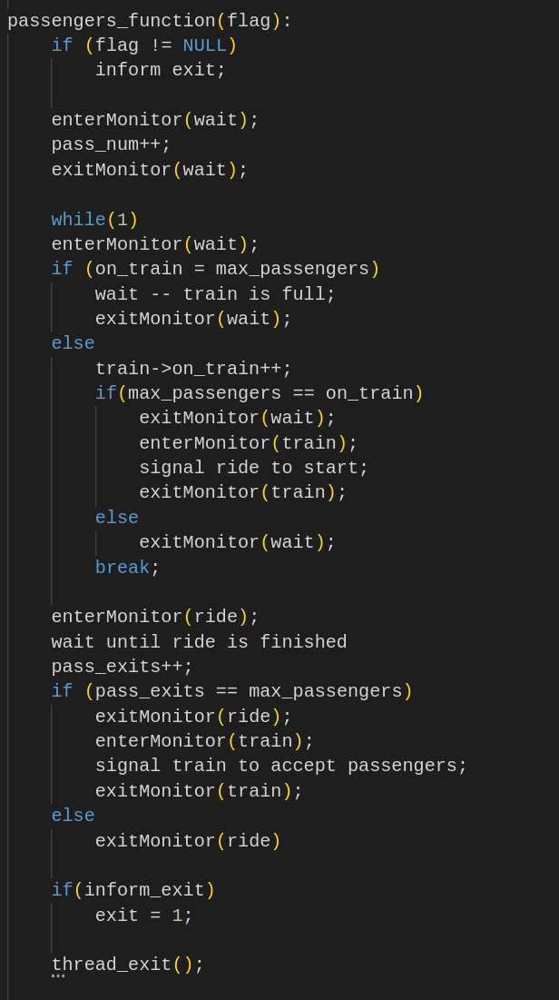 passengers_function(flag):
    if (flag != NULL)
        inform exit;

    enterMonitor(wait);
    pass_num++;
    exitMonitor(wait);

    while(1)
    enterMonitor(wait);
    if (on_train = max_passengers)
        wait -- train is full;
        exitMonitor(wait);
    else
        train->on_train++;
        if(max_passengers == on_train)
            exitMonitor(wait);
            enterMonitor(train);
            signal ride to start;
            exitMonitor(train);
        else
            exitMonitor(wait);
        break;

    enterMonitor(ride);
    wait until ride is finished
    pass_exits++;
    if (pass_exits == max_passengers)
        exitMonitor(ride);
        enterMonitor(train);
        signal train to accept passengers;
        exitMonitor(train);
    else
        exitMonitor(ride)

    if(inform_exit)
        exit = 1;

    thread_exit();